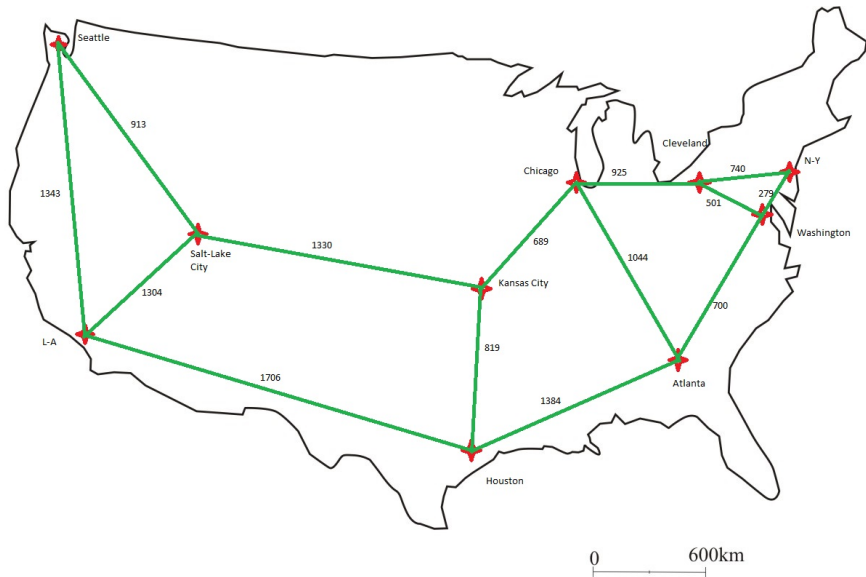 Seattle
913
Cleveland
N-Y
Chicago
925
740
1343
501
279
Washington
1330
689
Salt-Lake
City
1044
Kansas City
1304
700
L-A
819
1706
Atlanta
1384
Houston
0
600km